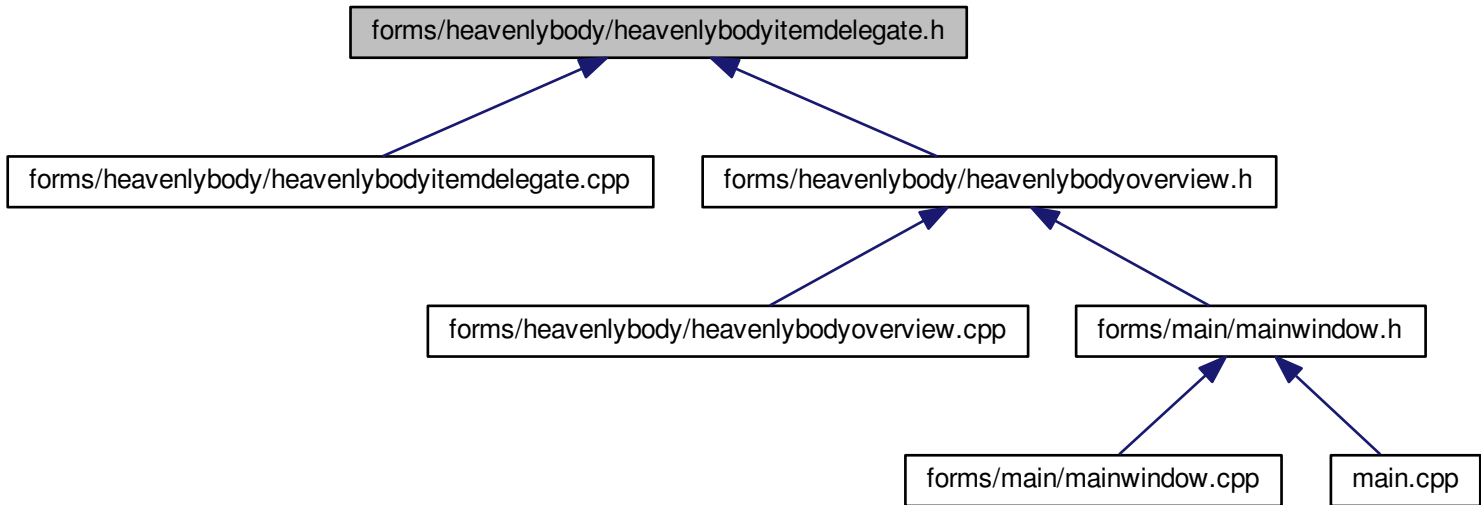 forms/heavenlybody/heavenlybodyitemdelegate.h
forms/heavenlybody/heavenlybodyitemdelegate.cpp
forms/heavenlybody/heavenlybodyoverview.h
forms/heavenlybody/heavenlybodyoverview.cpp
forms/main/mainwindow.h
forms/main/mainwindow.cpp
main.cpp